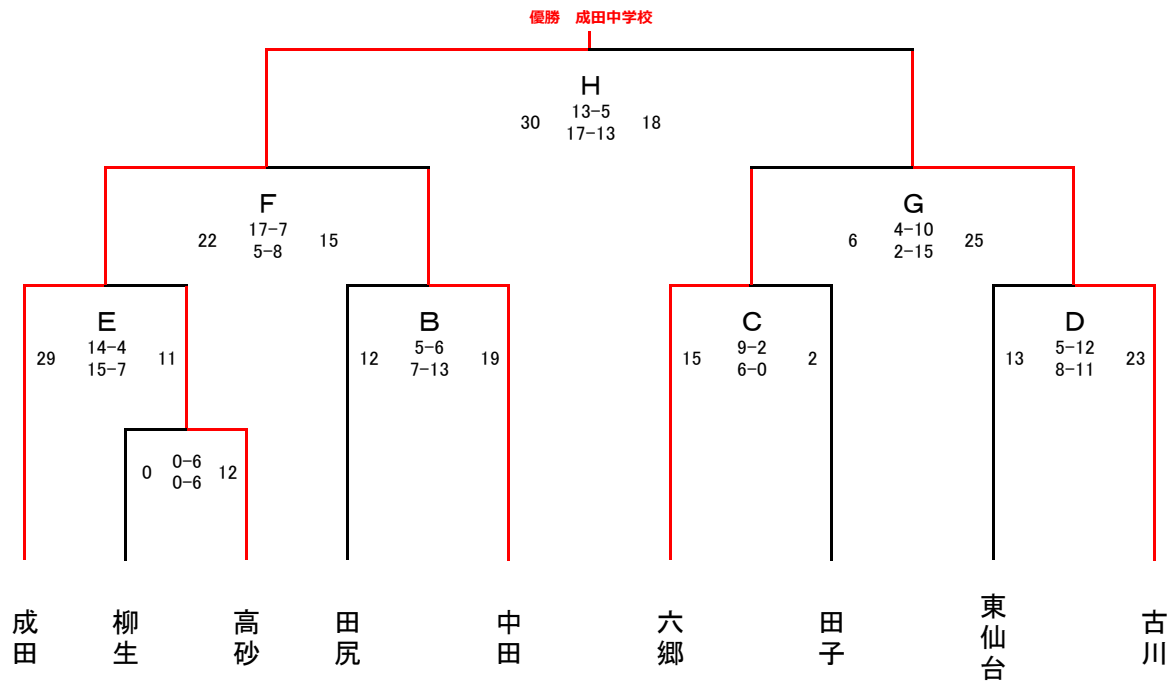 優勝　成田中学校
H
30 13-5 18
17-13
F
22 17-7 15
5-8
G
6 4-10 25
2-15
E
29 14-4 11
15-7
B
12 5-6 19
7-13
C
15 9-2 2
6-0
D
13 5-12 23
8-11
0 0-6 12
0-6
成田
柳生
高砂
田尻
中田
六郷
田子
東仙台
古川